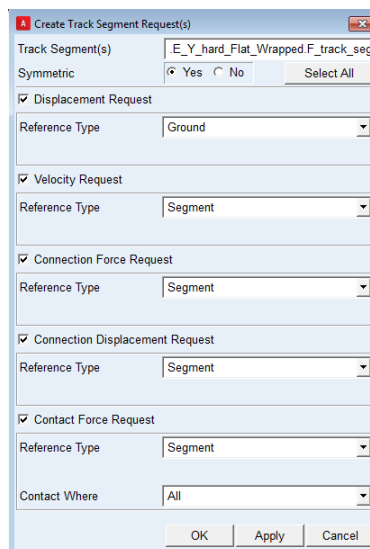 Create Track Segment Request(s)
Track Segment(s) .E_Y_hard_Flat_Wrapped.F_track_seg
Symmetric Yes No Select All
Displacement Request
Reference Type Ground
Velocity Request
Reference Type Segment
Connection Force Request
Reference Type Segment
Connection Displacement Request
Reference Type Segment
Contact Force Request
Reference Type Segment
Contact Where All
OK Apply Cancel